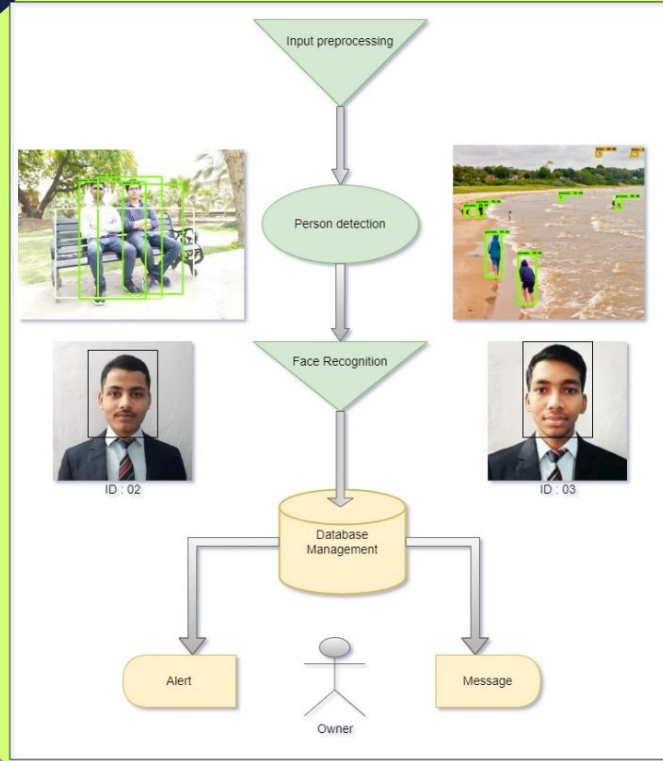 Input preprocessing
Person detection
Face Recognition
ID : 02
ID : 03
Database
Management
Alert
Message
Owner